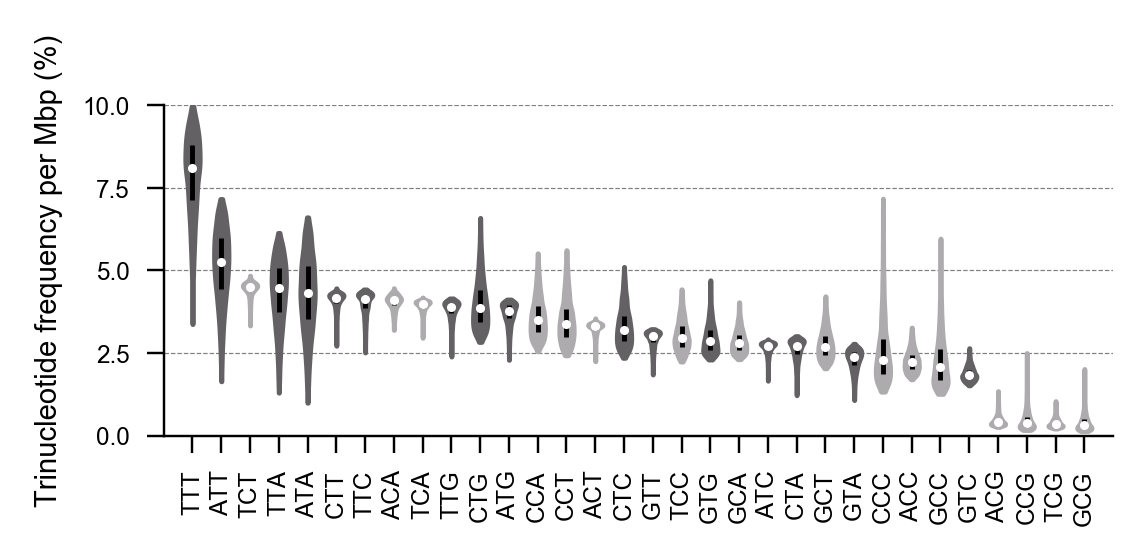 Trinucleotide frequency per Mbp (%)
10.0
7.5
5.0
2.5
0.0
TTT
ATT
TCT
TTA
ATA
CTT
TTC
ACA
TCA
TTG
CTG
ATG
CCA
CCT
ACT
CTC
GTT
TCC
GTG
GCA
ATC
CTA
GCT
GTA
CCC
ACC
GCC
GTC
ACG
CCG
TCG
GCG